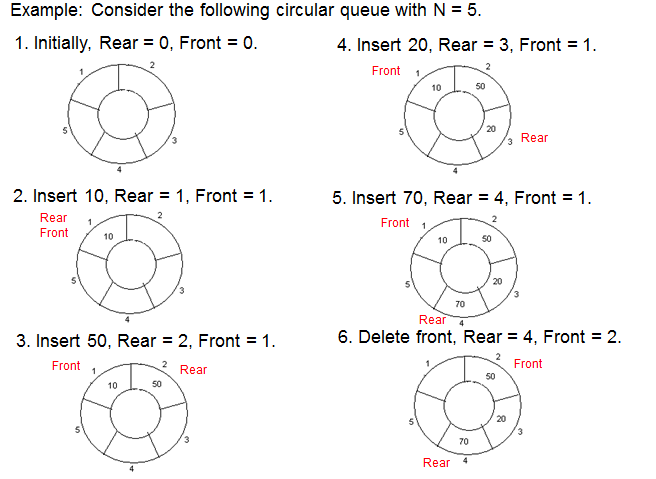 Example: Consider the following circular queue with N = 5.
1. Initially, Rear = 0, Front = 0.
1
2
3
4
5
2. Insert 10, Rear = 1, Front = 1.
Rear
Front
1
2
10
3
4
5
3. Insert 50, Rear = 2, Front = 1.
Front
1
2
Rear
10
50
3
4
5
4. Insert 20, Rear = 3, Front = 1.
Front
1
2
10
50
20
3
Rear
4
5
5. Insert 70, Rear = 4, Front = 1.
Front
1
2
10
50
20
3
70
Rear
4
5
6. Delete front, Rear = 4, Front = 2.
1
2
Front
50
20
3
70
Rear
4
5